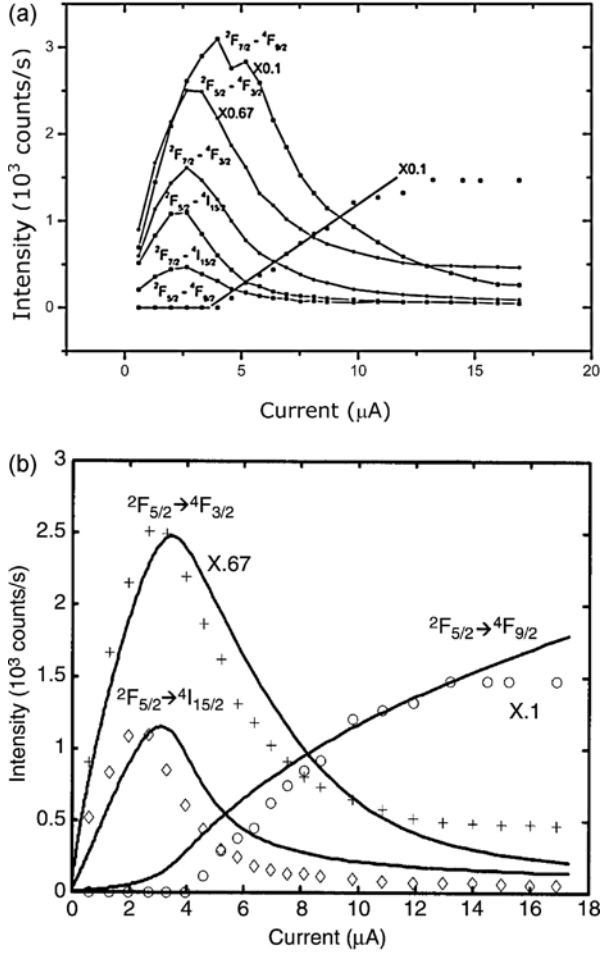 (a)
Intensity (10³ counts/s)
3
2
1
0
²F₇/₂ - ⁴F₉/₂
X0.1
²F₅/₂ - ⁴F₃/₂
X0.67
²F₇/₂ - ⁴F₃/₂
X0.1
²F₅/₂ - ⁴I₁₅/₂
²F₇/₂ - ⁴I₁₅/₂
²F₅/₂ - ⁴F₉/₂
0 5 10 15 20
Current (μA)
(b)
Intensity (10³ counts/s)
3
2.5
2
1.5
1
0.5
0
²F₅/₂→⁴F₃/₂
X.67
²F₅/₂→⁴F₉/₂
X.1
²F₅/₂→⁴I₁₅/₂
0 2 4 6 8 10 12 14 16 18
Current (μA)